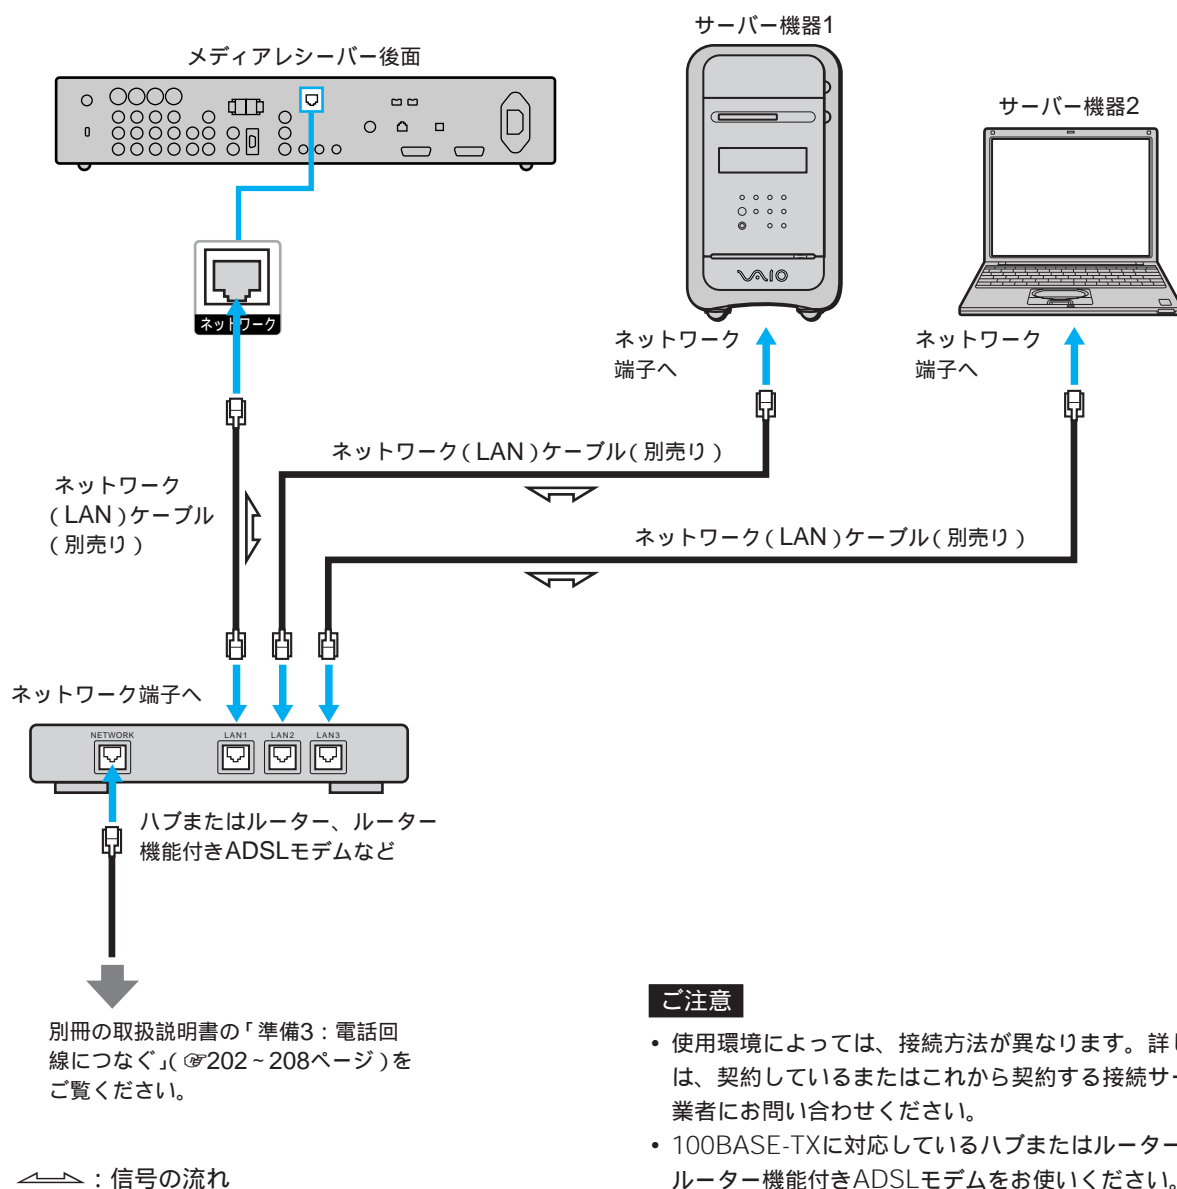 サーバー機器1
メディアレシーバー後面
サーバー機器2
VAIO
ネットワーク
ネットワーク
端子へ
ネットワーク
端子へ
ネットワーク(LAN)ケーブル(別売り)
ネットワーク
(LAN)ケーブル
(別売り)
ネットワーク(LAN)ケーブル(別売り)
ネットワーク端子へ
NETWORK
LAN1
LAN2
LAN3
ハブまたはルーター、ルーター
機能付きADSLモデムなど
別冊の取扱説明書の「準備3:電話回
線につなぐ」(☞202~208ページ)を
ご覧ください。
:信号の流れ
ご注意
• 使用環境によっては、接続方法が異なります。詳し
は、契約しているまたはこれから契約する接続サー
業者にお問い合わせください。
• 100BASE-TXに対応しているハブまたはルーター
ルーター機能付きADSLモデムをお使いください。